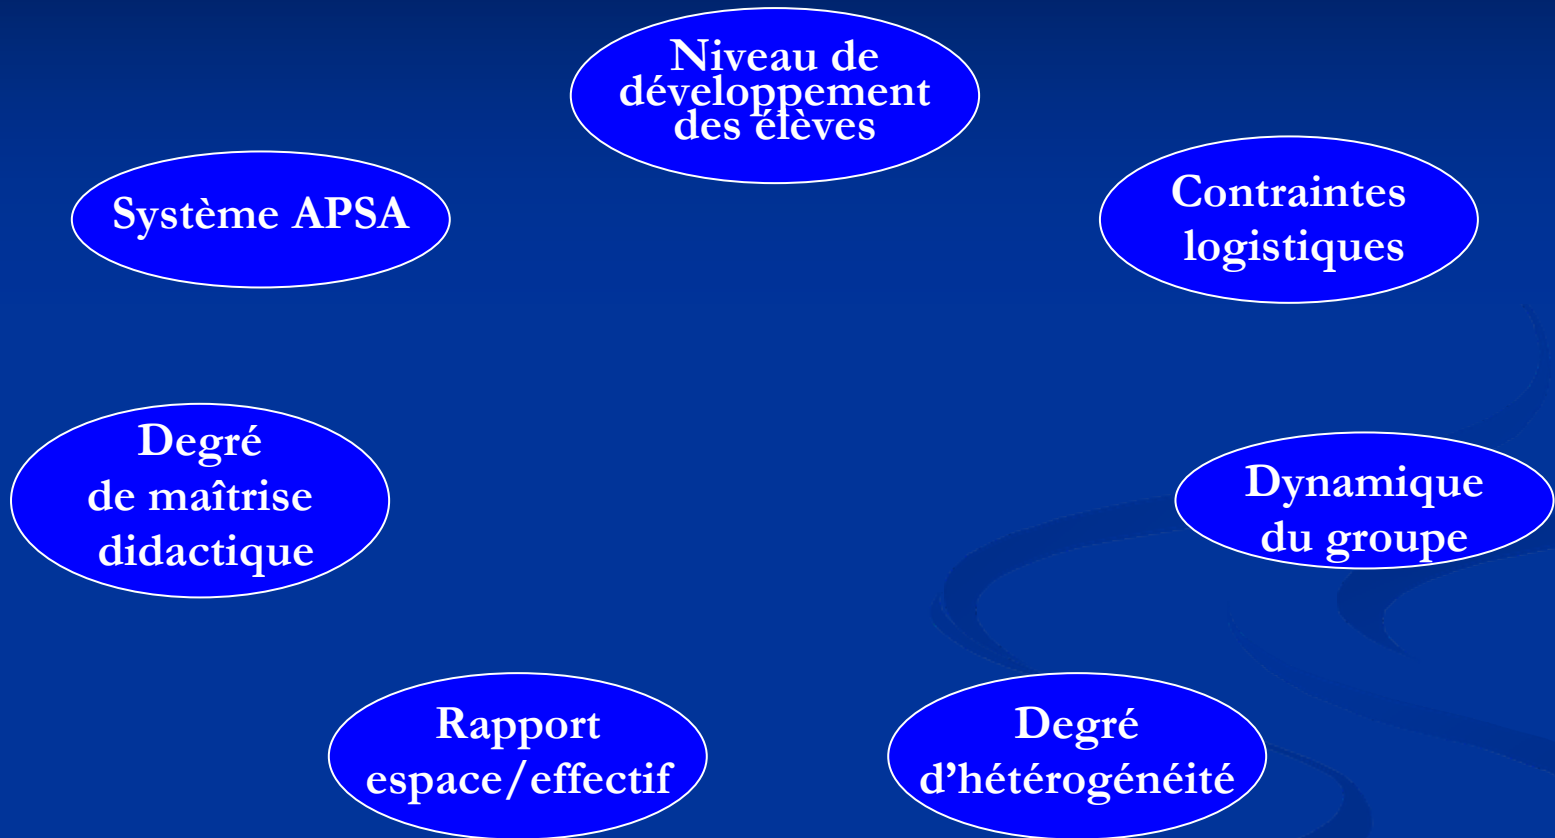 Niveau de
développement
des élèves
Système APSA
Contraintes
logistiques
Degré
de maîtrise
didactique
Dynamique
du groupe
Rapport
espace/effectif
Degré
d’hétérogénéité